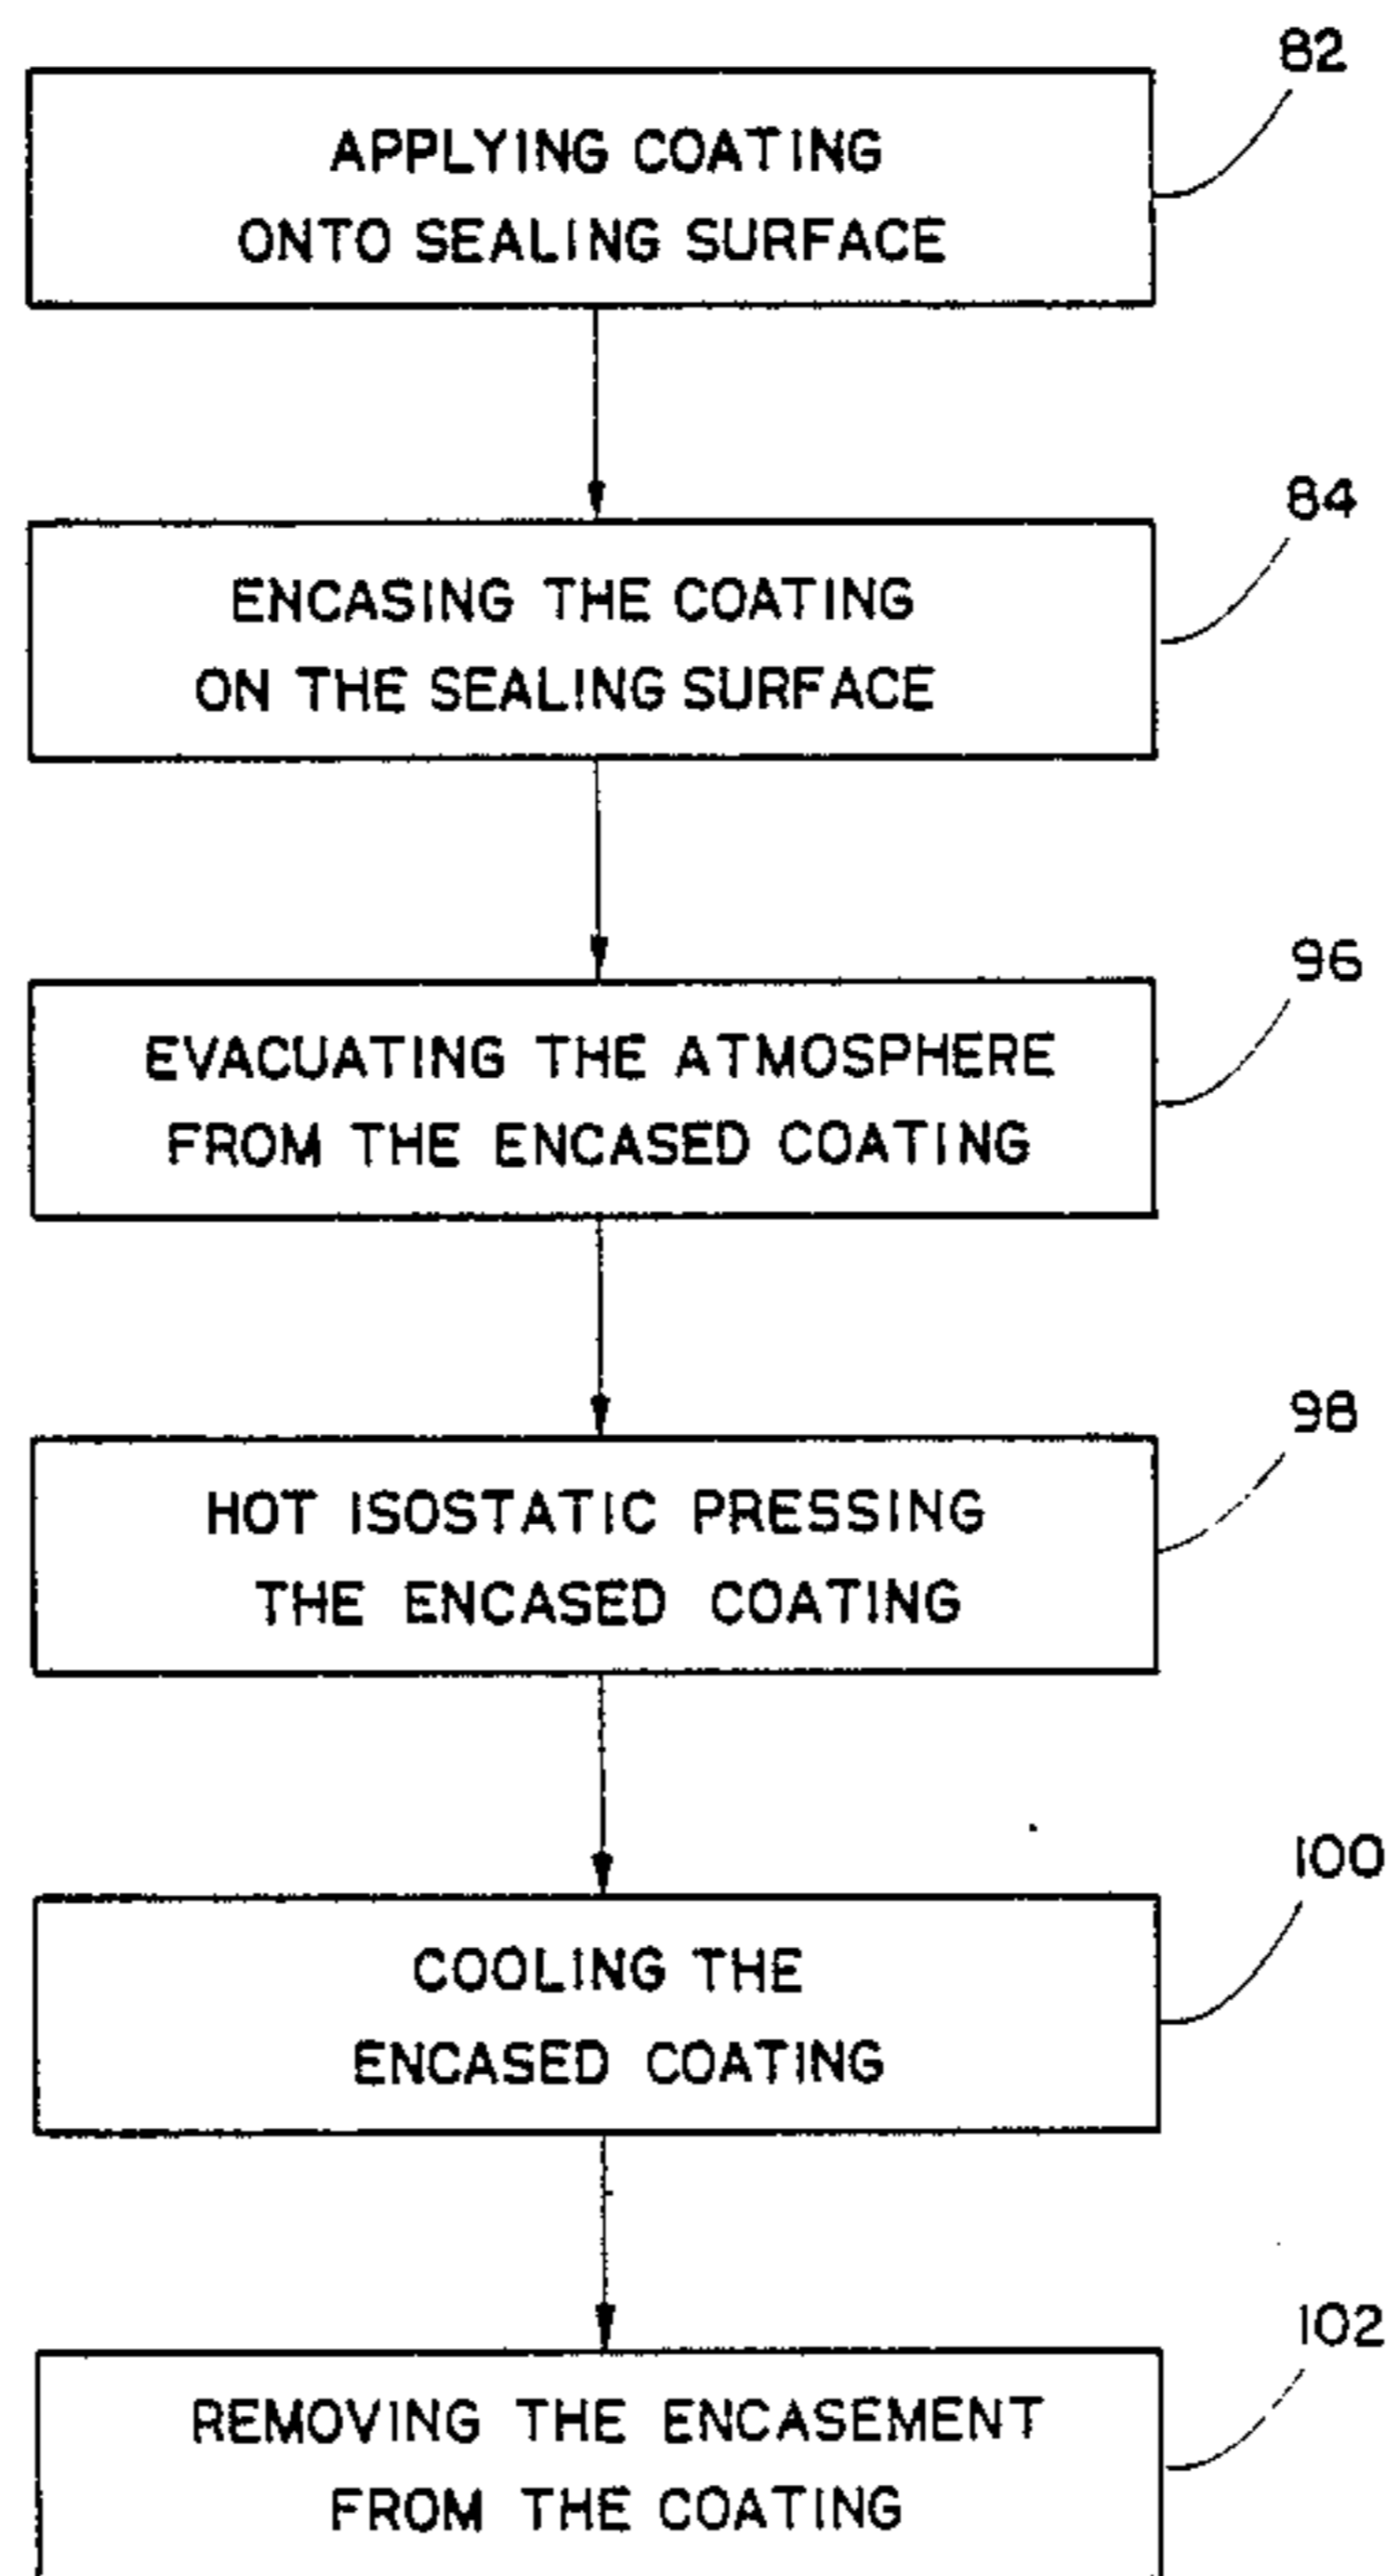 82
APPLYING COATING
ONTO SEALING SURFACE
84
ENCASING THE COATING
ON THE SEALING SURFACE
96
EVACUATING THE ATMOSPHERE
FROM THE ENCASED COATING
98
HOT ISOSTATIC PRESSING
THE ENCASED COATING
100
COOLING THE
ENCASED COATING
102
REMOVING THE ENCASEMENT
FROM THE COATING